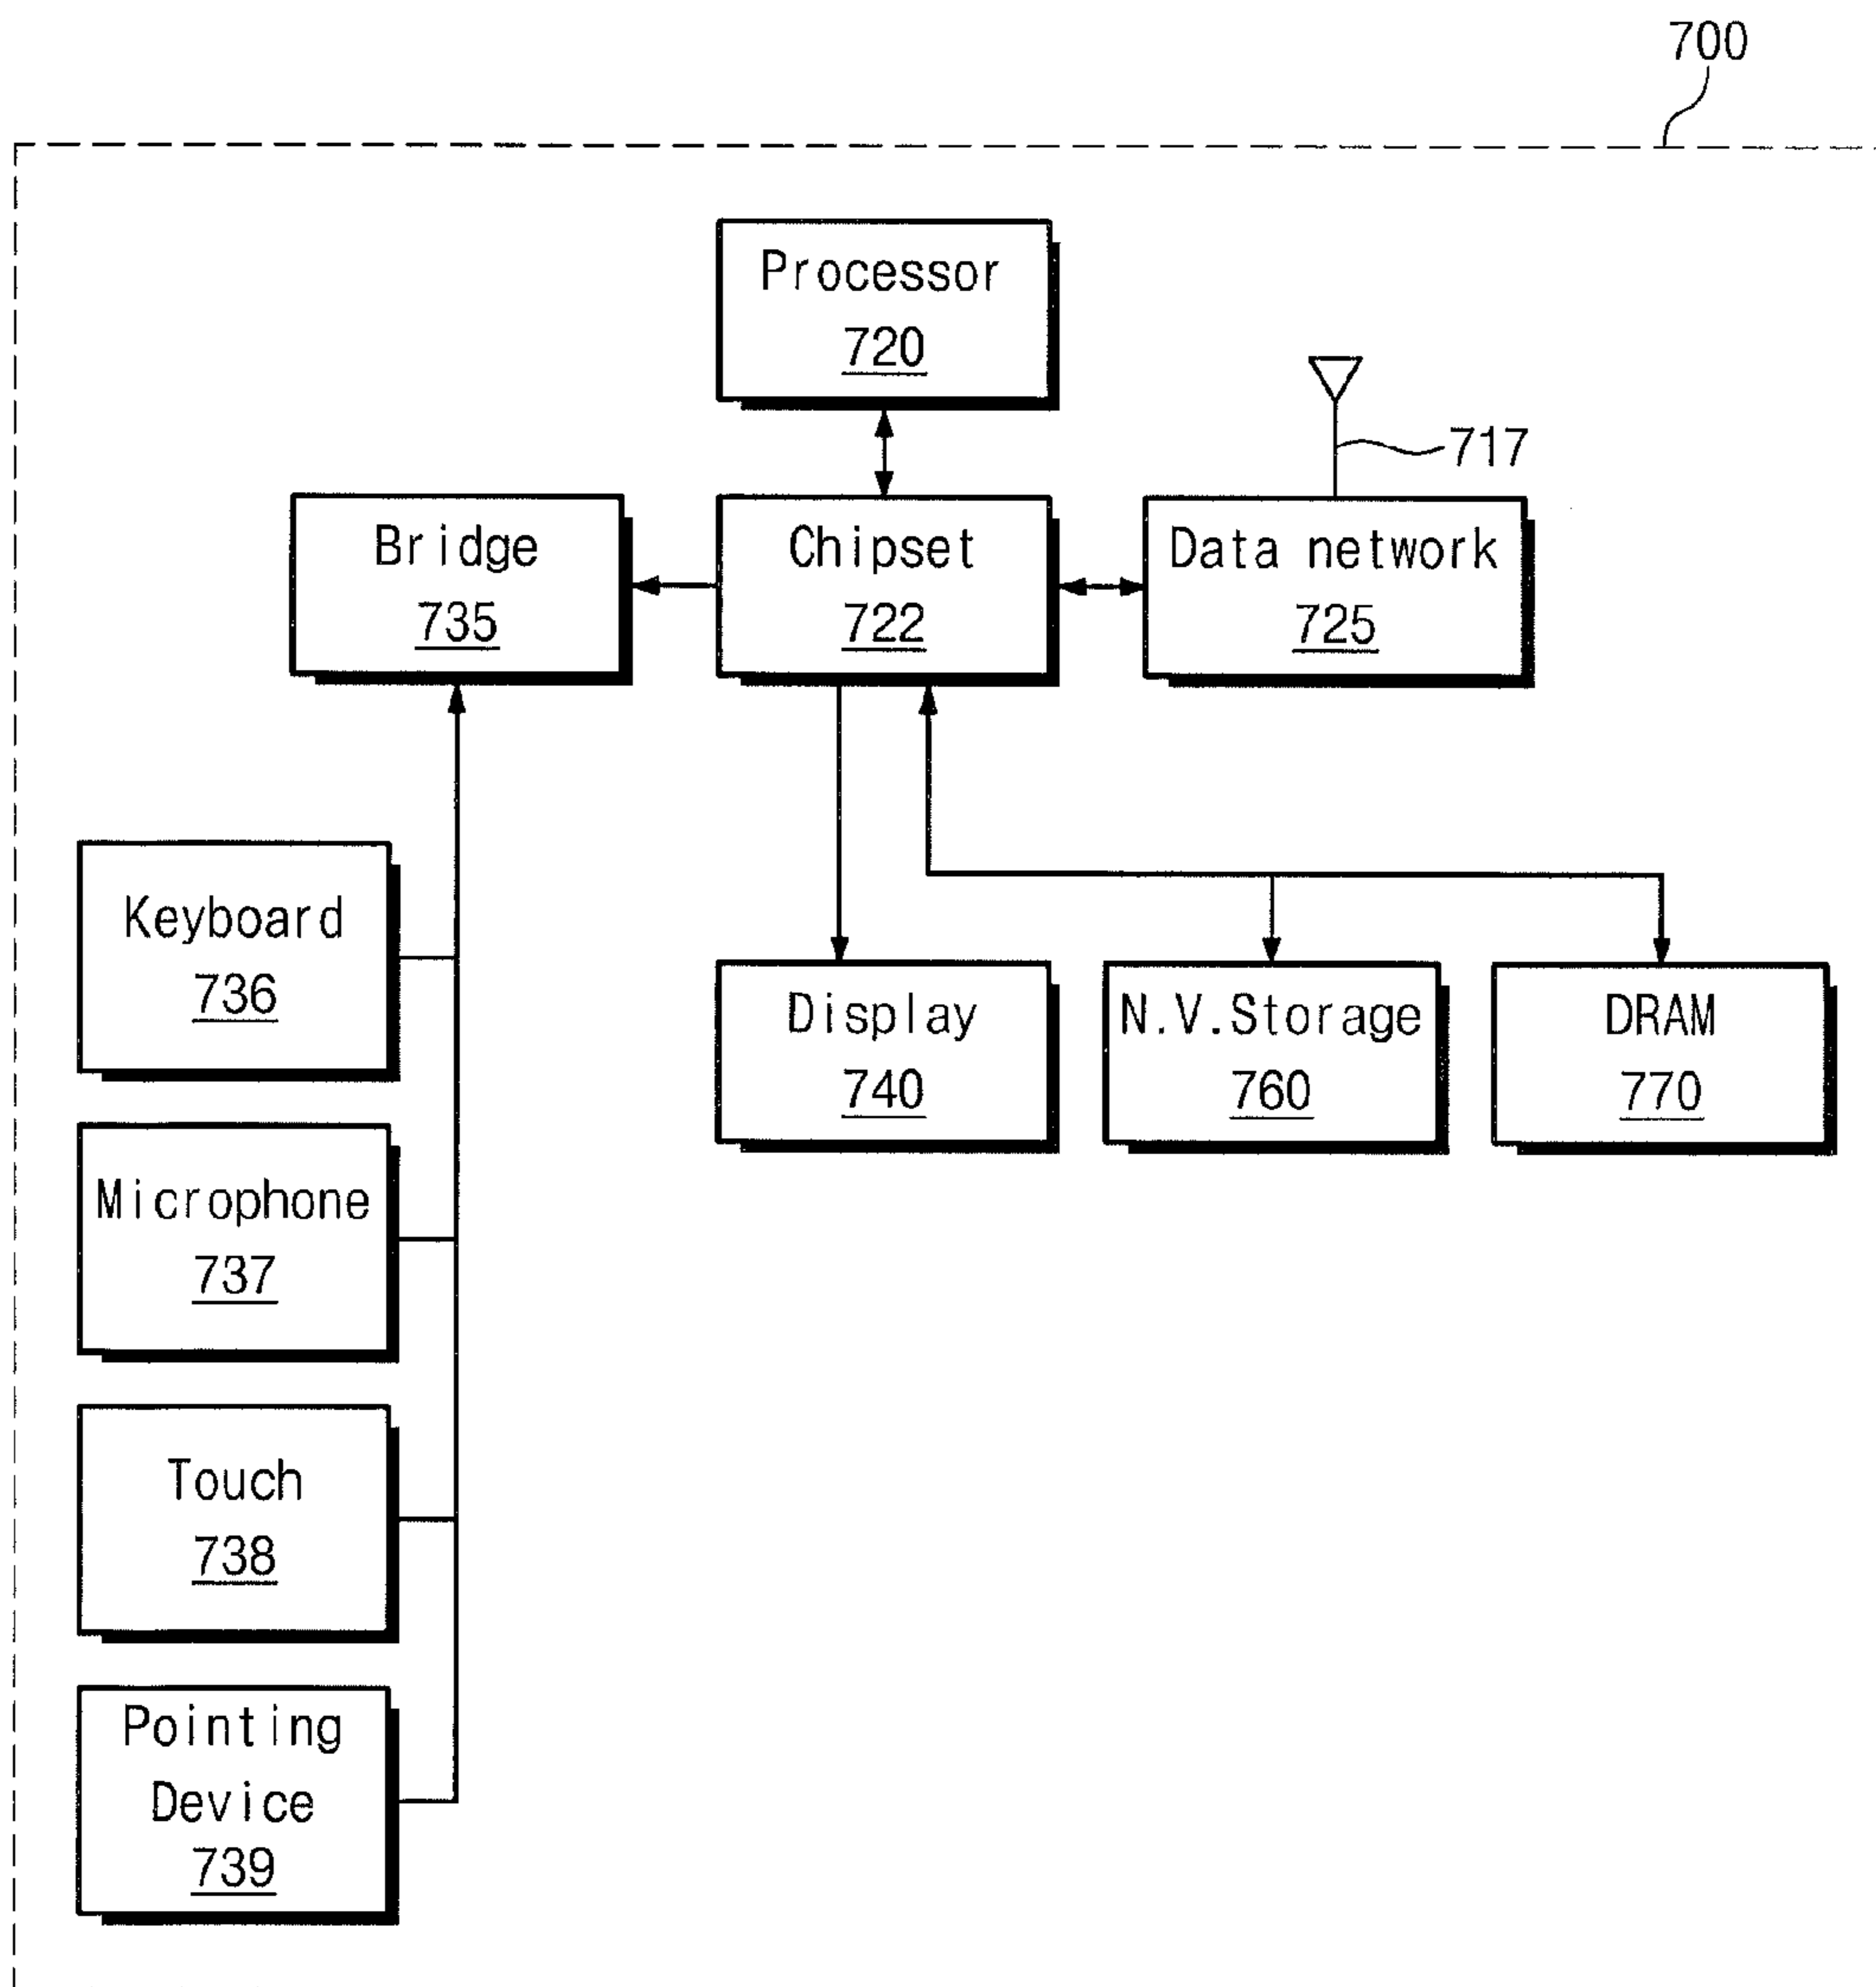 700
Processor
720
717
Bridge
735
Chipset
722
Data network
725
Keyboard
736
Display
740
N.V.Storage
760
DRAM
770
Microphone
737
Touch
738
Pointing
Device
739